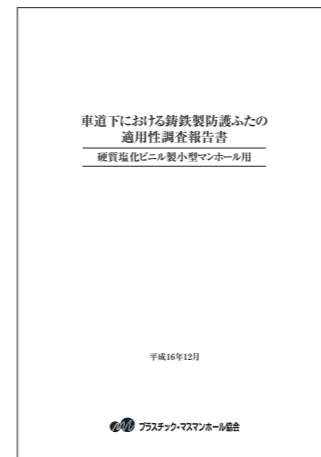 車道下における鋳鉄製防護ふたの
適用性調査報告書
硬質塩化ビニル製小型マンホール用
平成16年12月
プラスチック・マスマンホール協会